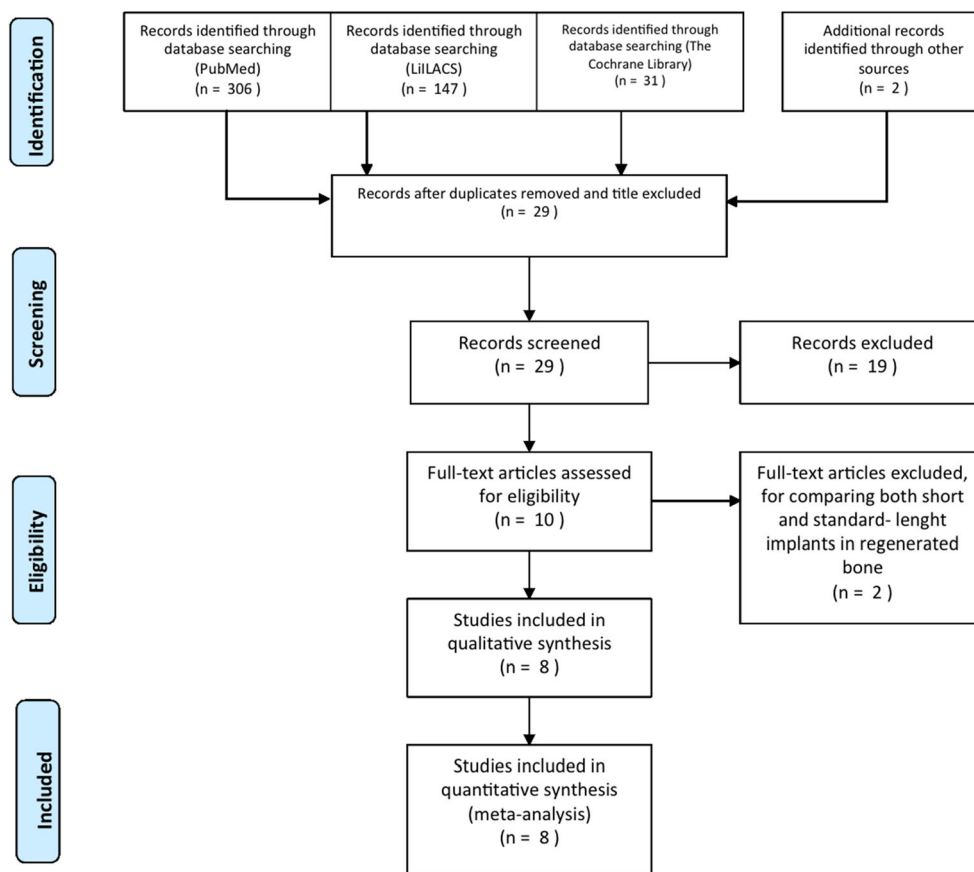 Identification
Records identified through
database searching
(PubMed)
(n = 306 )
Records identified through
database searching
(LilLACS)
(n = 147 )
Records identified through
database searching (The
Cochrane Library)
(n = 31 )
Additional records
identified through other
sources
(n = 2 )
Records after duplicates removed and title excluded
(n = 29 )
Screening
Records screened
(n = 29 )
Records excluded
(n = 19 )
Eligibility
Full-text articles assessed
for eligibility
(n = 10 )
Full-text articles excluded,
for comparing both short
and standard- lenght
implants in regenerated
bone
(n = 2 )
Studies included in
qualitative synthesis
(n = 8 )
Included
Studies included in
quantitative synthesis
(meta-analysis)
(n = 8 )